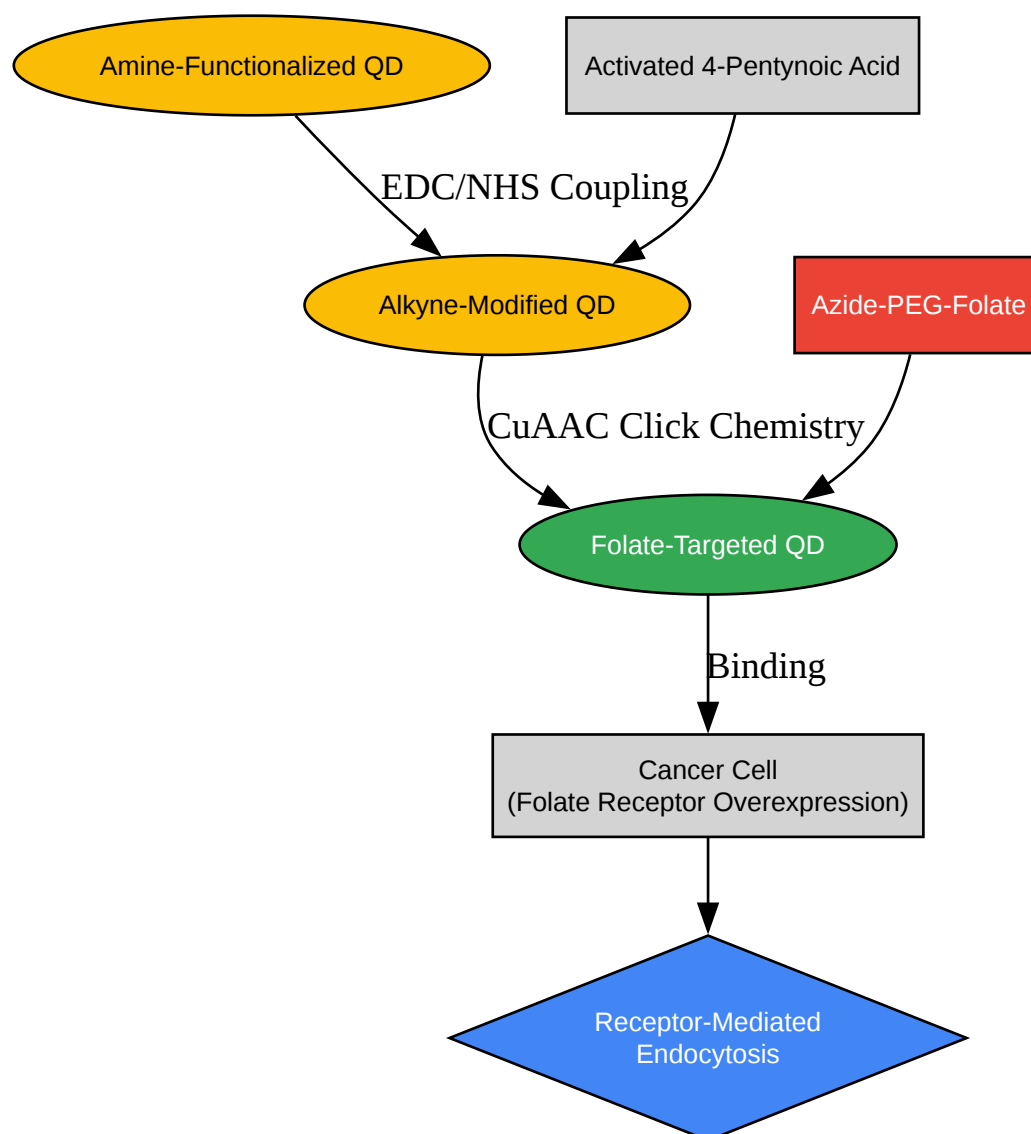 Amine-Functionalized QD
Activated 4-Pentynoic Acid
EDC/NHS Coupling
Alkyne-Modified QD
Azide-PEG-Folate
CuAAC Click Chemistry
Folate-Targeted QD
Binding
Cancer Cell
(Folate Receptor Overexpression)
Receptor-Mediated
Endocytosis